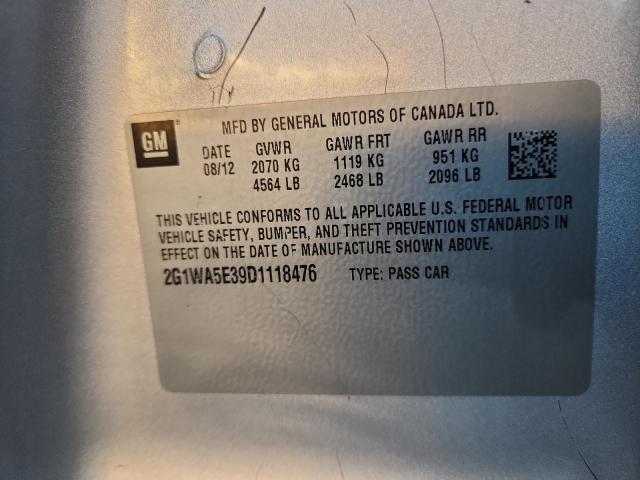 GM
MFD BY GENERAL MOTORS OF CANADA LTD.
DATE GVWR GAWR FRT GAWR RR
08/12 2070 KG 1119 KG 951 KG
4564 LB 2468 LB 2096 LB
THIS VEHICLE CONFORMS TO ALL APPLICABLE U.S. FEDERAL MOTOR
VEHICLE SAFETY, BUMPER, AND THEFT PREVENTION STANDARDS IN
EFFECT ON THE DATE OF MANUFACTURE SHOWN ABOVE.
2G1WA5E39D1118476 TYPE: PASS CAR